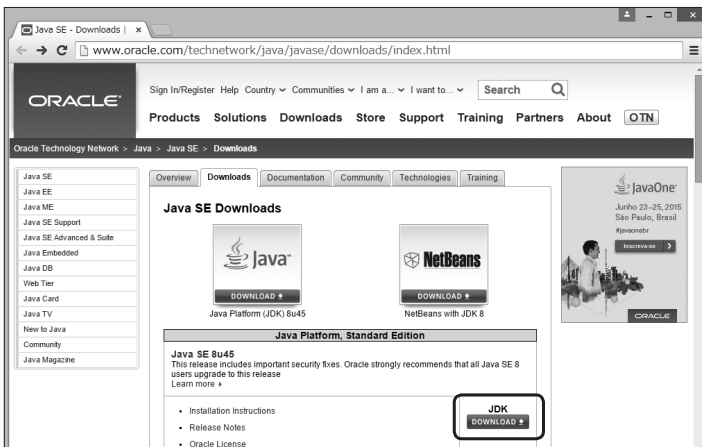 Java SE - Downloads |
www.oracle.com/technetwork/java/javase/downloads/index.html
ORACLE
Sign In/Register Help Country Communities I am a... I want to... Search
Products Solutions Downloads Store Support Training Partners About OTN
Oracle Technology Network > Java > Java SE > Downloads
Java SE
Java EE
Java ME
Java SE Support
Java SE Advanced & Suite
Java Embedded
Java DB
Web Tier
Java Card
Java TV
New to Java
Community
Java Magazine
Overview Downloads Documentation Community Technologies Training
Java SE Downloads
Java
DOWNLOAD
Java Platform (JDK) 8u45
NetBeans
DOWNLOAD
NetBeans with JDK 8
Java Platform, Standard Edition
Java SE 8u45
This release includes important security fixes. Oracle strongly recommends that all Java SE 8
users upgrade to this release
Learn more
• Installation Instructions
• Release Notes
• Oracle License
JDK
DOWNLOAD
JavaOne
Junho 23–25, 2015
São Paulo, Brasil
#javaonebr
Inscreva-se
ORACLE